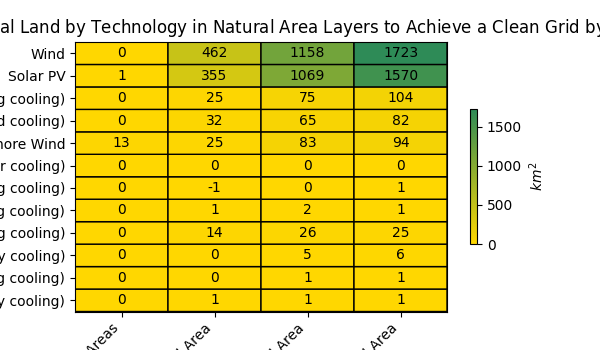 al Land by Technology in Natural Area Layers to Achieve a Clean Grid by
Wind 0 462 1158 1723
Solar PV 1 355 1069 1570
g cooling) 0 25 75 104
d cooling) 0 32 65 82
hore Wind 13 25 83 94
r cooling) 0 0 0 0
g cooling) 0 -1 0 1
g cooling) 0 1 2 1
g cooling) 0 14 26 25
y cooling) 0 0 5 6
g cooling) 0 0 1 1
y cooling) 0 1 1 1
1500
1000
500
0
km²
Areas
Area
Area
Area